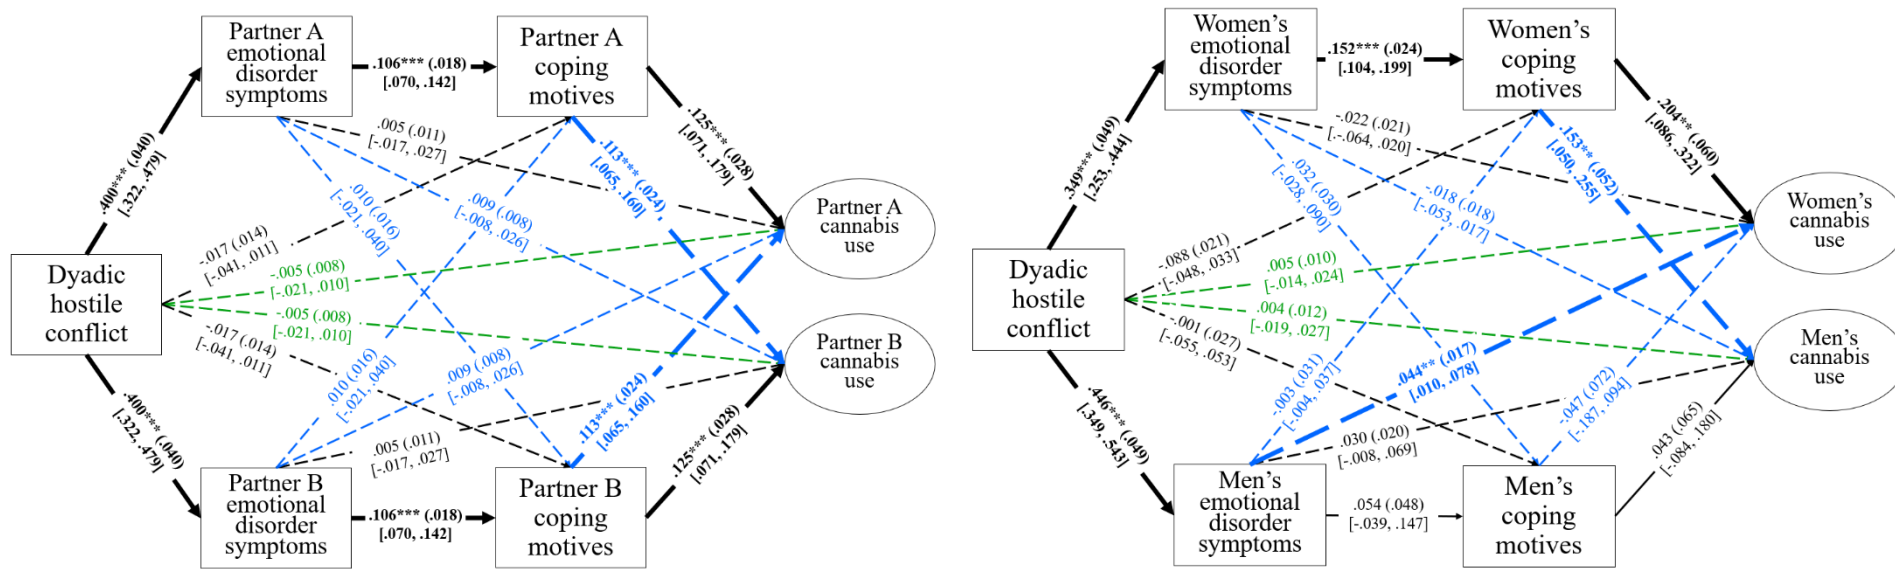 Partner A
emotional
disorder
symptoms
.106*** (.018)
[.070, .142]
Partner A
coping
motives
.400*** (.040)
[.322, .479]
.005 (.011)
[-.017, .027]
.125*** (.028)
[.071, .179]
.113*** (.024),
[.065, .160]
.010 (.016)
[-.021, .040]
.009 (.008)
[-.008, .026]
-.017 (.014)
[-.041, .011]
Partner A
cannabis
use
Dyadic
hostile
conflict
-.005 (.008)
[-.021, .010]
-.005 (.008)
[-.021, .010]
-.017 (.014)
[-.041, .011]
Partner B
cannabis
use
.010 (.016)
[-.021, .040]
.009 (.008)
[-.008, .026]
.113*** (.024)
[.065, .160]
.400*** (.040)
[.322, .479]
.005 (.011)
[-.017, .027]
.125*** (.028)
[.071, .179]
Partner B
emotional
disorder
symptoms
.106*** (.018)
[.070, .142]
Partner B
coping
motives
Women's
emotional
disorder
symptoms
.152*** (.024)
[.104, .199]
Women's
coping
motives
.349*** (.049)
[.253, .444]
-.022 (.021)
[-.064, .020]
.204** (.060)
[.086, .322]
.153** (.052)
[.050, .255]
.032 (.030)
[-.028, .090]
-.018 (.018)
[-.053, .017]
-.088 (.021)
[-.048, .033]
Women's
cannabis
use
Dyadic
hostile
conflict
.005 (.010)
[-.014, .024]
.004 (.012)
[-.019, .027]
-.001 (.027)
[-.055, .053]
Men's
cannabis
use
-.003 (.031)
[-.004, .037]
.044** (.017)
[.010, .078]
-.047 (.072)
[-.187, .094]
.446*** (.049)
[.349, .543]
.030 (.020)
[-.008, .069]
.043 (.065)
[-.084, .180]
Men's
emotional
disorder
symptoms
.054 (.048)
[-.039, .147]
Men's
coping
motives